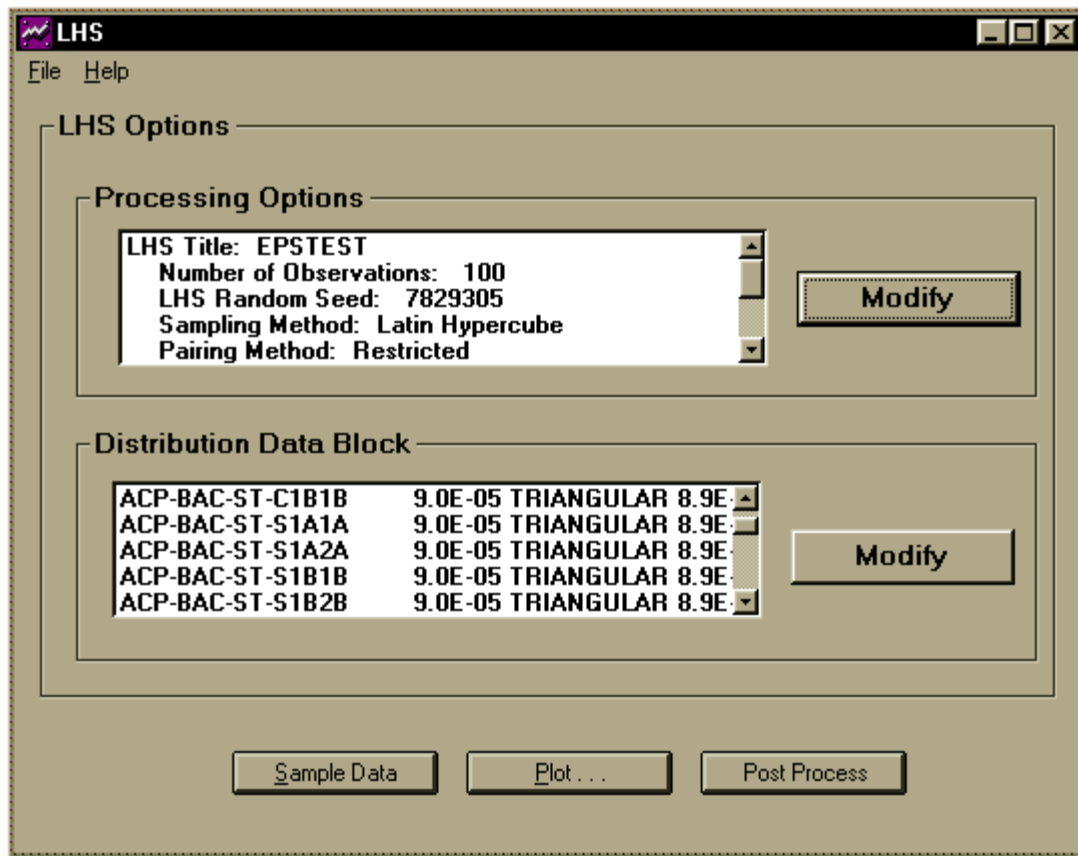 LHS
File Help
LHS Options
Processing Options
LHS Title: EPSTEST
Number of Observations: 100
LHS Random Seed: 7829305
Sampling Method: Latin Hypercube
Pairing Method: Restricted
Modify
Distribution Data Block
ACP-BAC-ST-C1B1B 9.0E-05 TRIANGULAR 8.9E-
ACP-BAC-ST-S1A1A 9.0E-05 TRIANGULAR 8.9E-
ACP-BAC-ST-S1A2A 9.0E-05 TRIANGULAR 8.9E-
ACP-BAC-ST-S1B1B 9.0E-05 TRIANGULAR 8.9E-
ACP-BAC-ST-S1B2B 9.0E-05 TRIANGULAR 8.9E-
Modify
Sample Data Plot . . . Post Process